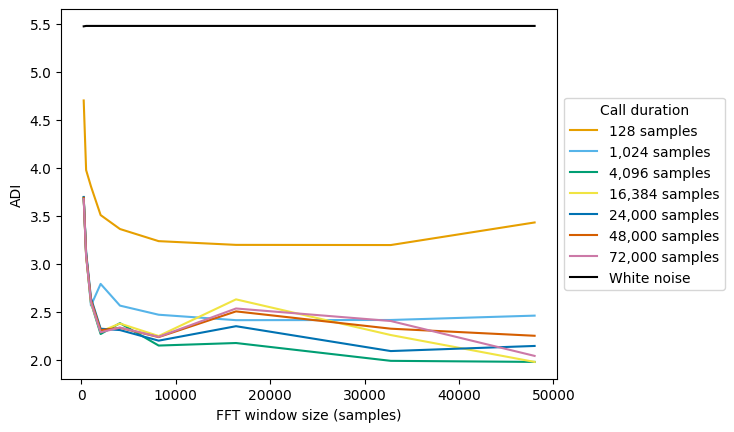 5.5
5.0
4.5
4.0
3.5
3.0
2.5
2.0
ADI
0 10000 20000 30000 40000 50000
FFT window size (samples)
Call duration
128 samples
1,024 samples
4,096 samples
16,384 samples
24,000 samples
48,000 samples
72,000 samples
White noise